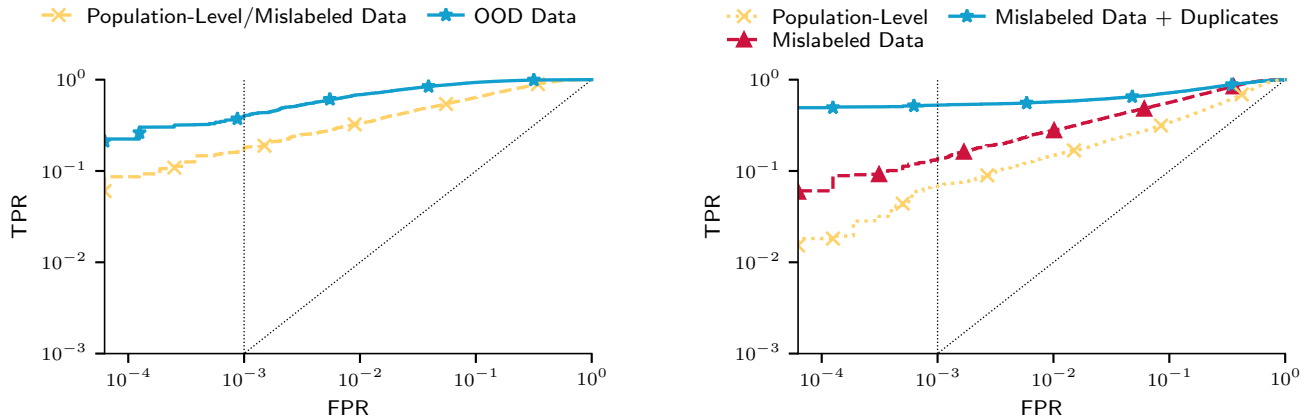 Population-Level/Mislabeled Data OOD Data
10^0
10^-1
10^-2
10^-3
TPR
10^-4 10^-3 10^-2 10^-1 10^0
FPR
Population-Level Mislabeled Data + Duplicates
Mislabeled Data
10^0
10^-1
10^-2
10^-3
TPR
10^-4 10^-3 10^-2 10^-1 10^0
FPR